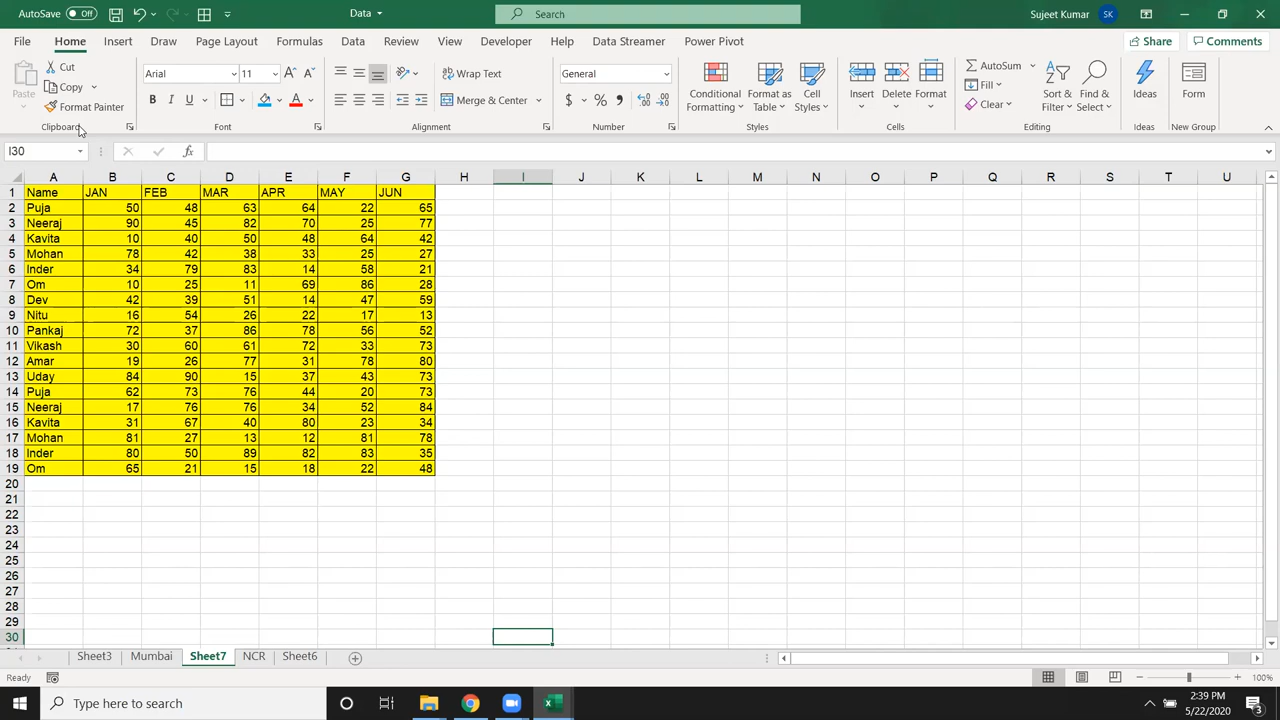 AutoSave Off Data Search Sujeet Kumar SK
File Home Insert Draw Page Layout Formulas Data Review View Developer Help Data Streamer Power Pivot Share Comments
Paste Cut Copy Format Painter Clipboard
Arial 11 B I U A Font
Wrap Text Merge & Center Alignment
General $ % , Number
Conditional Formatting Format as Table Cell Styles Styles
Insert Delete Format Cells
AutoSum Fill Clear Sort & Filter Find & Select Editing
Ideas Ideas
Form New Group
I30 fx
A B C D E F G H I J K L M N O P Q R S T U
1 Name JAN FEB MAR APR MAY JUN
2 Puja 50 48 63 64 22 65
3 Neeraj 90 45 82 70 25 77
4 Kavita 10 40 50 48 64 42
5 Mohan 78 42 38 33 25 27
6 Inder 34 79 83 14 58 21
7 Om 10 25 11 69 86 28
8 Dev 42 39 51 14 47 59
9 Nitu 16 54 26 22 17 13
10 Pankaj 72 37 86 78 56 52
11 Vikash 30 60 61 72 33 73
12 Amar 19 26 77 31 78 80
13 Uday 84 90 15 37 43 73
14 Puja 62 73 76 44 20 73
15 Neeraj 17 76 76 34 52 84
16 Kavita 31 67 40 80 23 34
17 Mohan 81 27 13 12 81 78
18 Inder 80 50 89 82 83 35
19 Om 65 21 15 18 22 48
20
21
22
23
24
25
26
27
28
29
30
Sheet3 Mumbai Sheet7 NCR Sheet6
Ready 100%
Type here to search 2:39 PM
5/22/2020 3